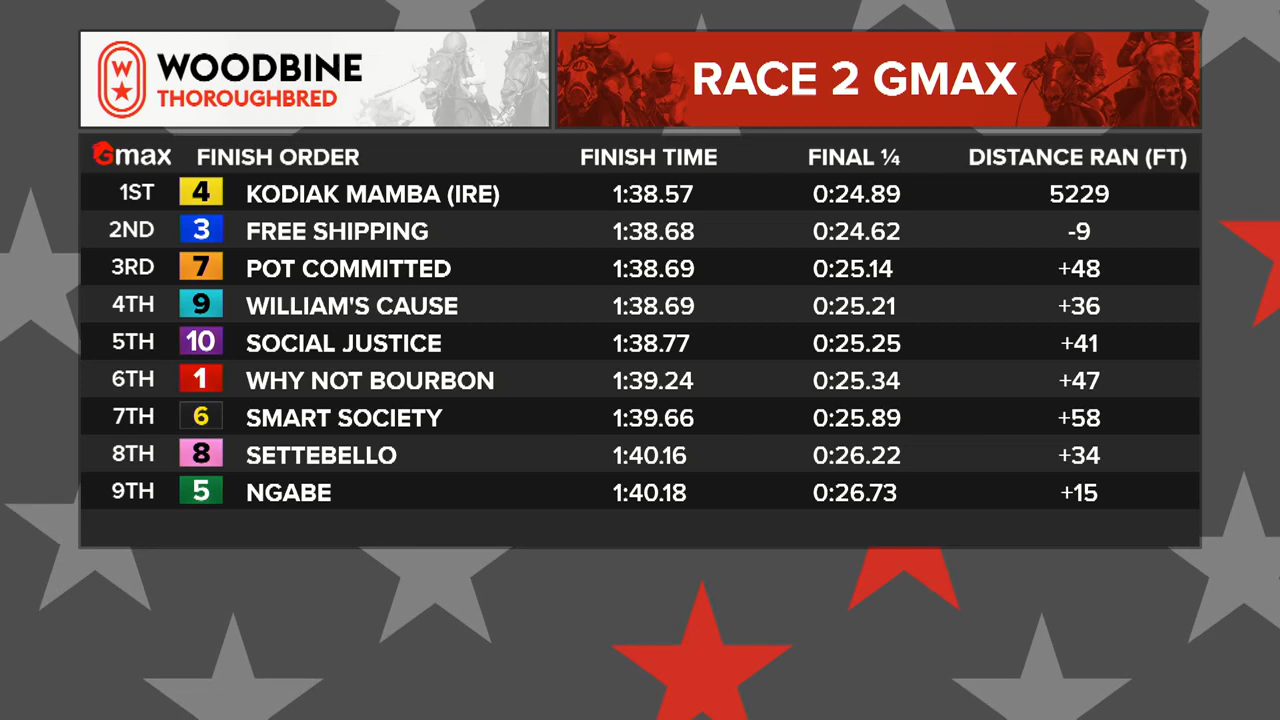 W
WOODBINE
THOROUGHBRED
RACE 2 GMAX
Gmax FINISH ORDER FINISH TIME FINAL ¼ DISTANCE RAN (FT)
1ST 4 KODIAK MAMBA (IRE) 1:38.57 0:24.89 5229
2ND 3 FREE SHIPPING 1:38.68 0:24.62 -9
3RD 7 POT COMMITTED 1:38.69 0:25.14 +48
4TH 9 WILLIAM'S CAUSE 1:38.69 0:25.21 +36
5TH 10 SOCIAL JUSTICE 1:38.77 0:25.25 +41
6TH 1 WHY NOT BOURBON 1:39.24 0:25.34 +47
7TH 6 SMART SOCIETY 1:39.66 0:25.89 +58
8TH 8 SETTEBELLO 1:40.16 0:26.22 +34
9TH 5 NGABE 1:40.18 0:26.73 +15